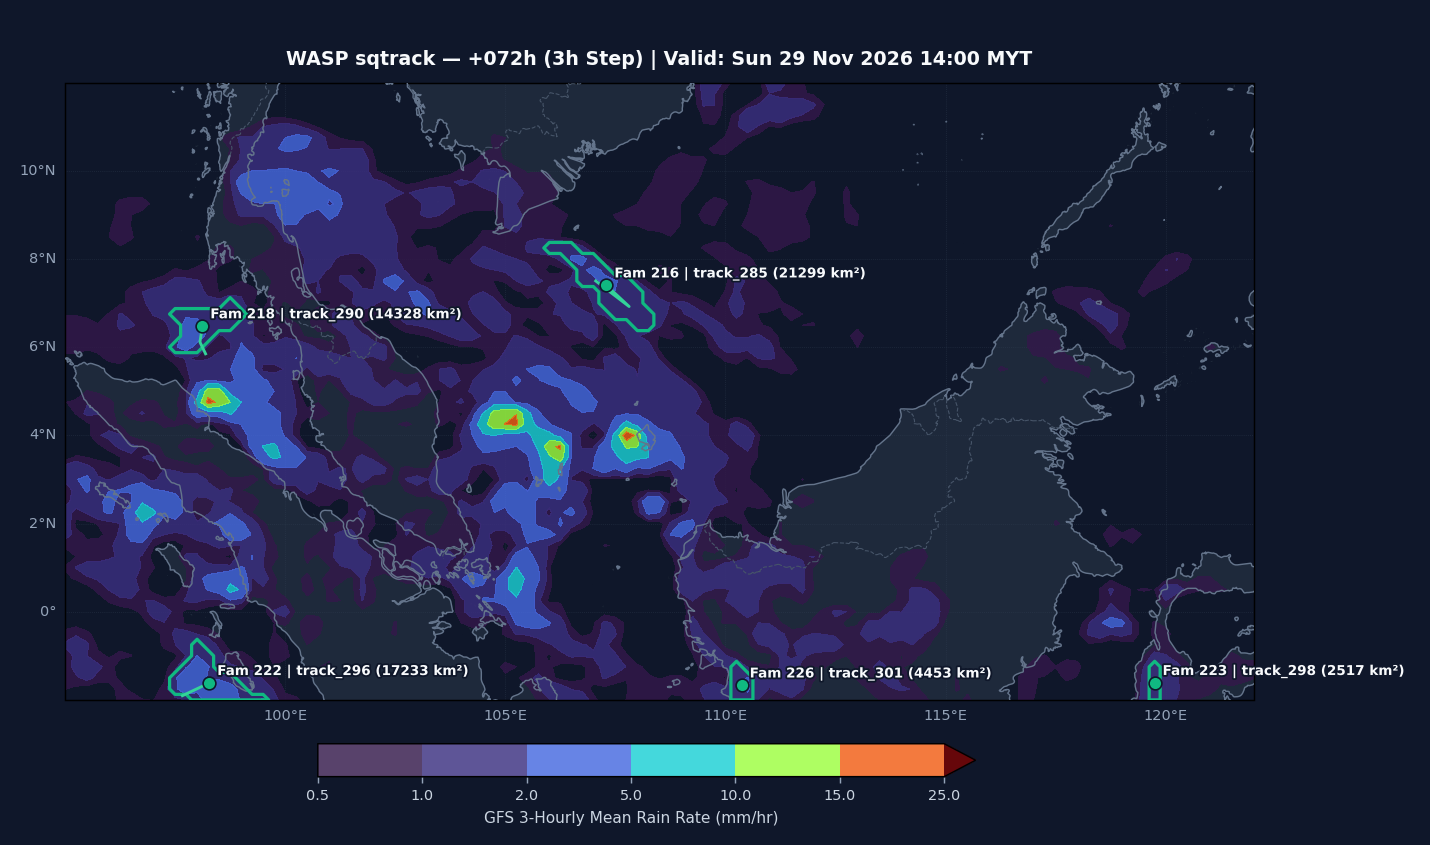 WASP sqtrack — +072h (3h Step) | Valid: Sun 29 Nov 2026 14:00 MYT
10°N
8°N
Fam 216 | track_285 (21299 km²)
Fam 218 | track_290 (14328 km²)
6°N
4°N
2°N
0°
Fam 222 | track_296 (17233 km²)
Fam 226 | track_301 (4453 km²)
Fam 223 | track_298 (2517 km²)
100°E 105°E 110°E 115°E 120°E
0.5 1.0 2.0 5.0 10.0 15.0 25.0
GFS 3-Hourly Mean Rain Rate (mm/hr)